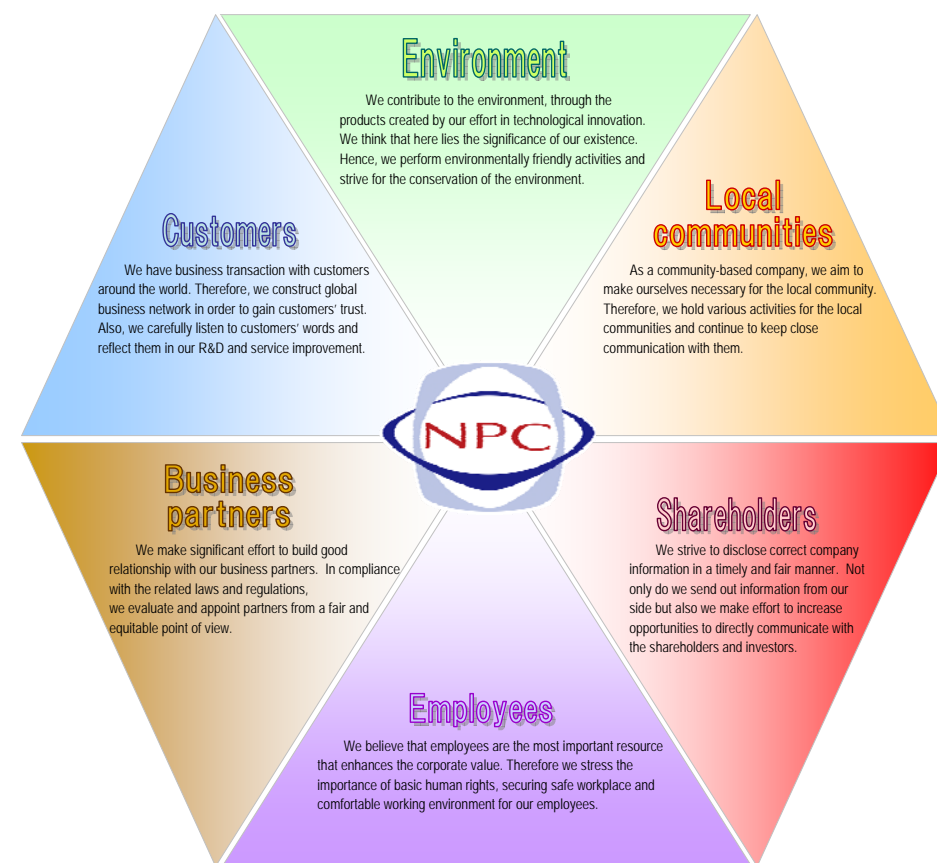 Environment
We contribute to the environment, through the
products created by our effort in technological innovation.
We think that here lies the significance of our existence.
Hence, we perform environmentally friendly activities and
strive for the conservation of the environment.
Customers
We have business transaction with customers
around the world. Therefore, we construct global
business network in order to gain customers' trust.
Also, we carefully listen to customers' words and
reflect them in our R&D and service improvement.
Local
communities
As a community-based company, we aim to
make ourselves necessary for the local community.
Therefore, we hold various activities for the local
communities and continue to keep close
communication with them.
NPC
Business
partners
We make significant effort to build good
relationship with our business partners.  In compliance
with the related laws and regulations,
we evaluate and appoint partners from a fair and
equitable point of view.
Shareholders
We strive to disclose correct company
information in a timely and fair manner.  Not
only do we send out information from our
side but also we make effort to increase
opportunities to directly communicate with
the shareholders and investors.
Employees
We believe that employees are the most important resource
that enhances the corporate value. Therefore we stress the
importance of basic human rights, securing safe workplace and
comfortable working environment for our employees.